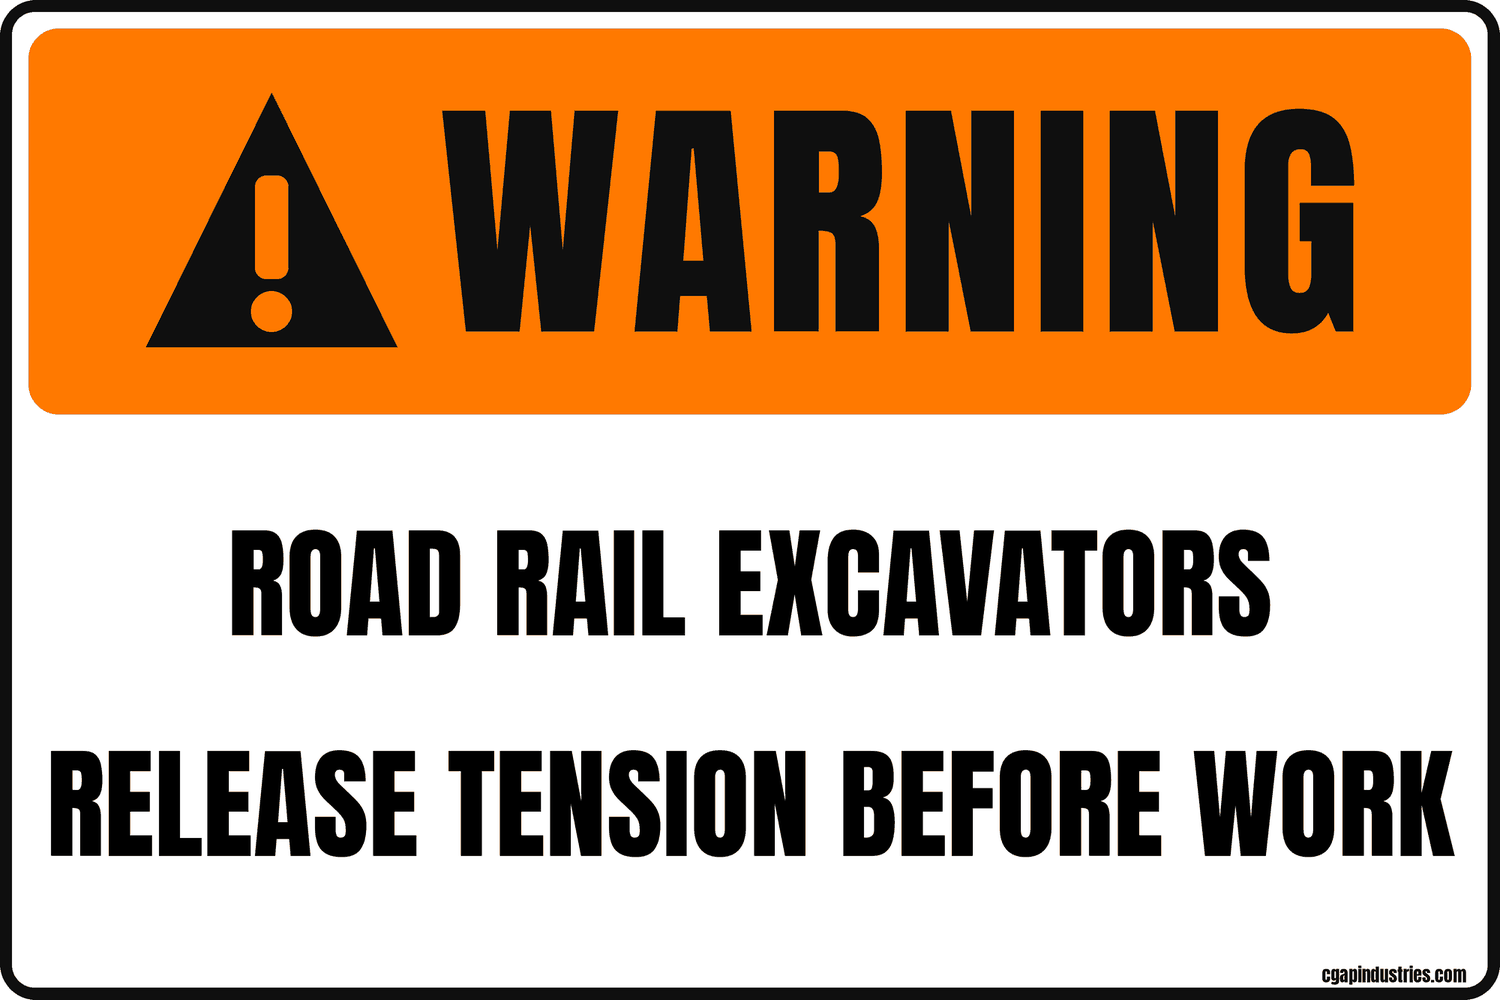 WARNING
ROAD RAIL EXCAVATORS
RELEASE TENSION BEFORE WORK
cgapindustries.com